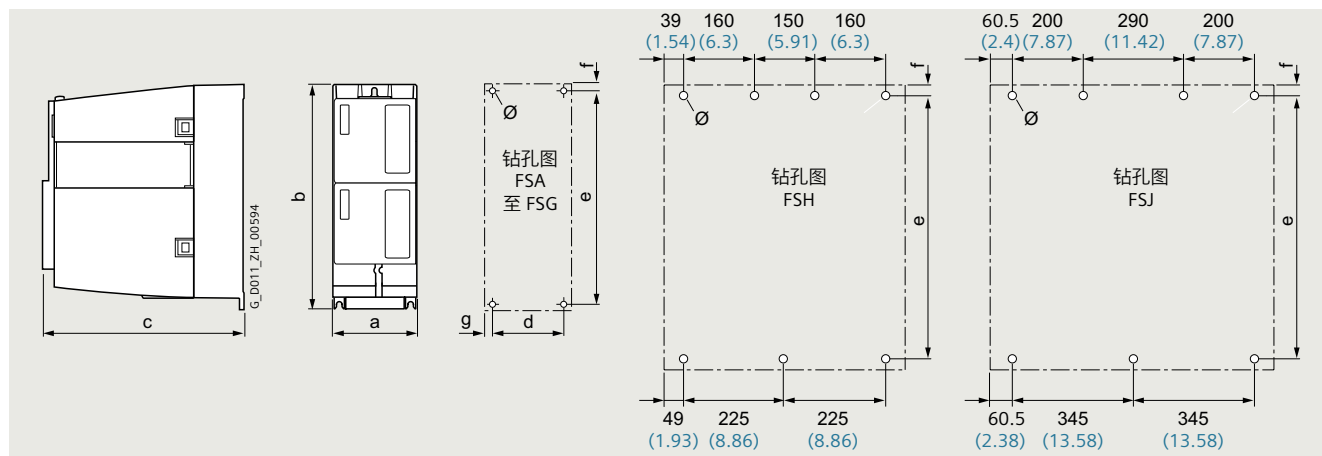 39 160 150 160
(1.54) (6.3) (5.91) (6.3)
60.5 200 290 200
(2.4) (7.87) (11.42) (7.87)
f
f
f
Ø
Ø
Ø
钻孔图
FSA
至 FSG
钻孔图
FSH
钻孔图
FSJ
b
e
e
e
G_D011_ZH_00594
c
a
g
d
49 225 225
(1.93) (8.86) (8.86)
60.5 345 345
(2.38) (13.58) (13.58)